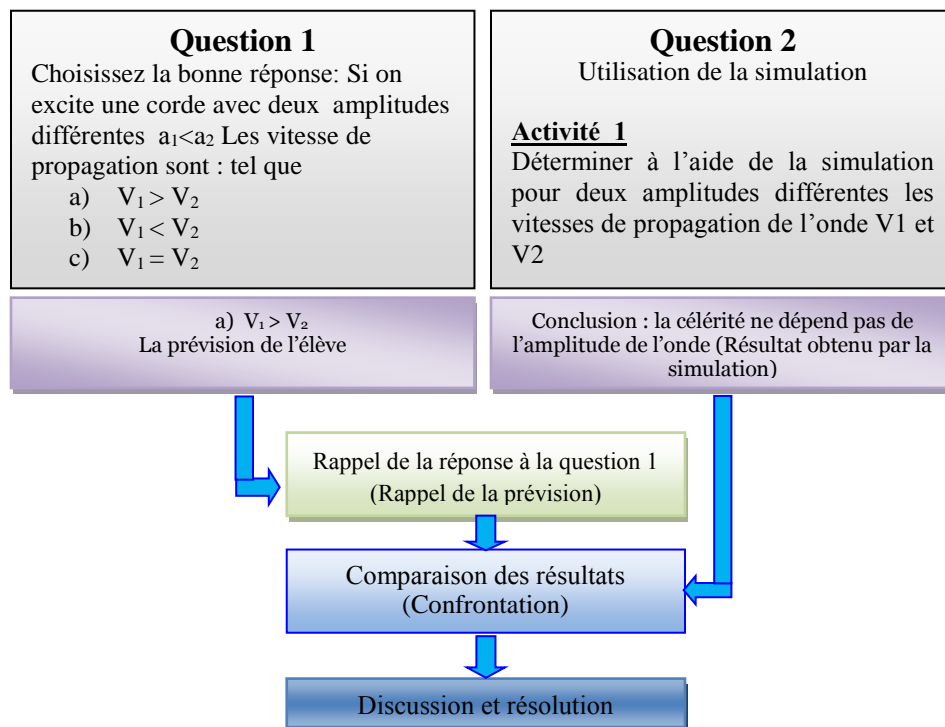 Question 1
Choisissez la bonne réponse: Si on
excite une corde avec deux amplitudes
différentes a₁<a₂ Les vitesse de
propagation sont : tel que
a) V₁ > V₂
b) V₁ < V₂
c) V₁ = V₂
Question 2
Utilisation de la simulation
Activité 1
Déterminer à l'aide de la simulation
pour deux amplitudes différentes les
vitesses de propagation de l'onde V1 et
V2
a) V₁ > V₂
La prévision de l'élève
Conclusion : la célérité ne dépend pas de
l'amplitude de l'onde (Résultat obtenu par la
simulation)
Rappel de la réponse à la question 1
(Rappel de la prévision)
Comparaison des résultats
(Confrontation)
Discussion et résolution